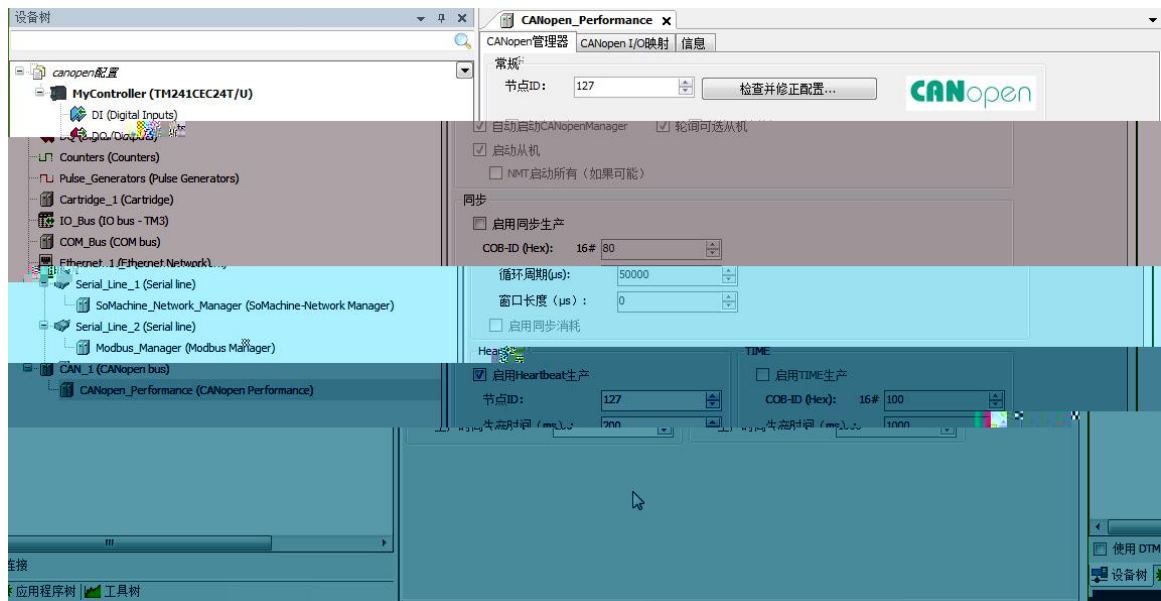 设备树
canopen配置
MyController (TM241CEC24T/U)
DI (Digital Inputs)
Counters (Counters)
Pulse_Generators (Pulse Generators)
Cartridge_1 (Cartridge)
IO_Bus (IO bus - TM3)
COM_Bus (COM bus)
Ethernet_1 (Ethernet Network)
Serial_Line_1 (Serial line)
SoMachine_Network_Manager (SoMachine-Network Manager)
Serial_Line_2 (Serial line)
Modbus_Manager (Modbus Manager)
CAN_1 (CANopen bus)
CANopen_Performance (CANopen Performance)
连接
应用程序树 工具树
CANopen_Performance
CANopen管理器 CANopen I/O映射 信息
常规
节点ID: 127 检查并修正配置... CANopen
自动启动CANopenManager 轮询可选从机
启动从机
NMT启动所有（如果可能）
同步
启用同步生产
COB-ID (Hex): 16# 80
循环周期(μs): 50000
窗口长度（μs）: 0
启用同步消耗
TIME
启用Heartbeat生产 启用TIME生产
节点ID: 127 COB-ID (Hex): 16# 100
200 1000
使用 DTM
设备树